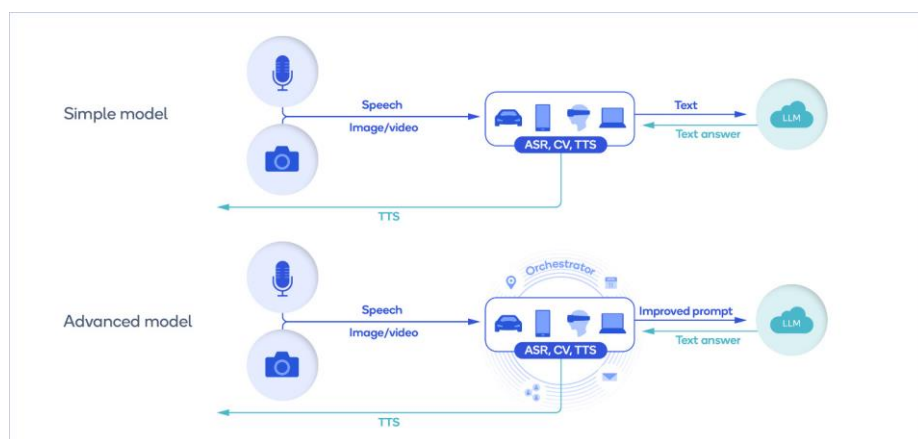 Simple model
Speech
Image/video
ASR, CV, TTS
Text
Text answer
LLM
TTS
Advanced model
Speech
Image/video
Orchestrator
ASR, CV, TTS
Improved prompt
Text answer
LLM
TTS